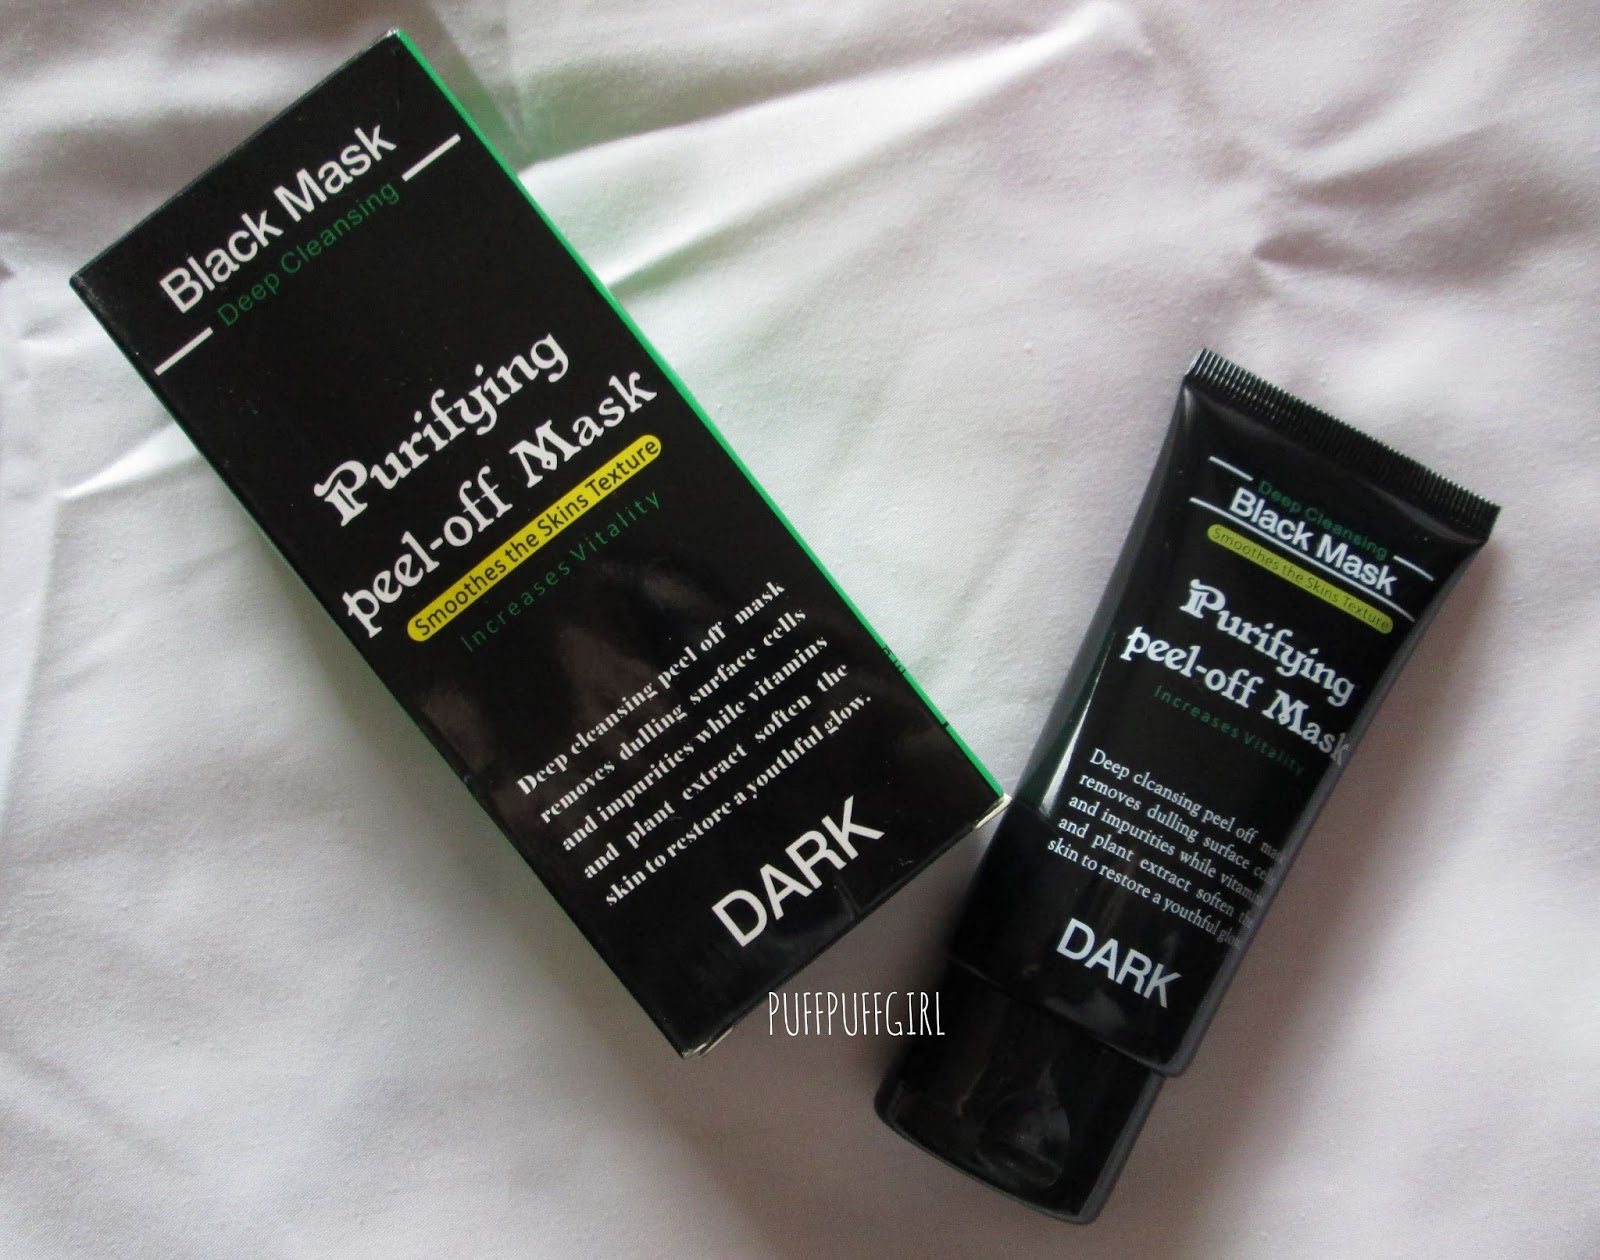 Black Mask
Deep Cleansing
Purifying
peel-off Mask
Smoothes the Skins Texture
Increases Vitality
Deep cleansing peel off mask
removes dulling surface cells
and impurities while vitamins
and plant extract soften the
skin to restore a youthful glow.
DARK
PUFFPUFFGIRL
Deep Cleansing
Black Mask
Smoothes the Skins Texture
Purifying
peel-off Mask
Increases Vitality
Deep clcansing peel off
removes dulling surface
and impurities while
and plant extract soften
skin to restore a youthful
DARK